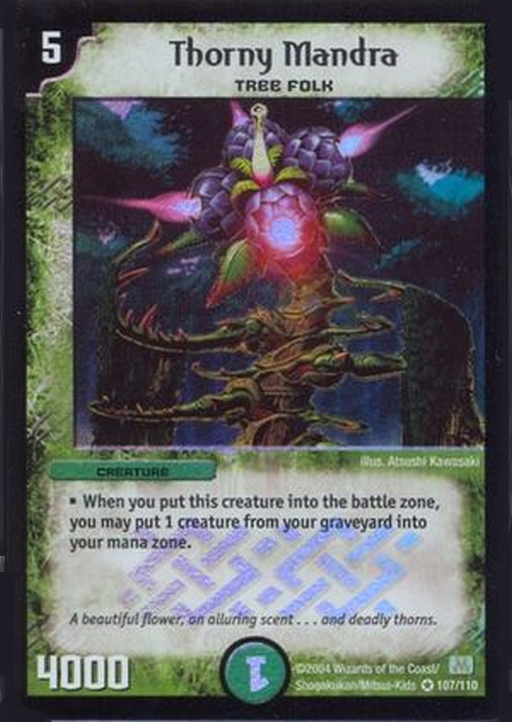 5
Thorny Mandra
TREE FOLK
illus. Atsushi Kawasaki
CREATURE
▪ When you put this creature into the battle zone,
you may put 1 creature from your graveyard into
your mana zone.
A beautiful flower, an alluring scent . . . and deadly thorns.
4000
1
©2004 Wizards of the Coast/
Shogakukan/Mitsui-Kids ✪ 107/110